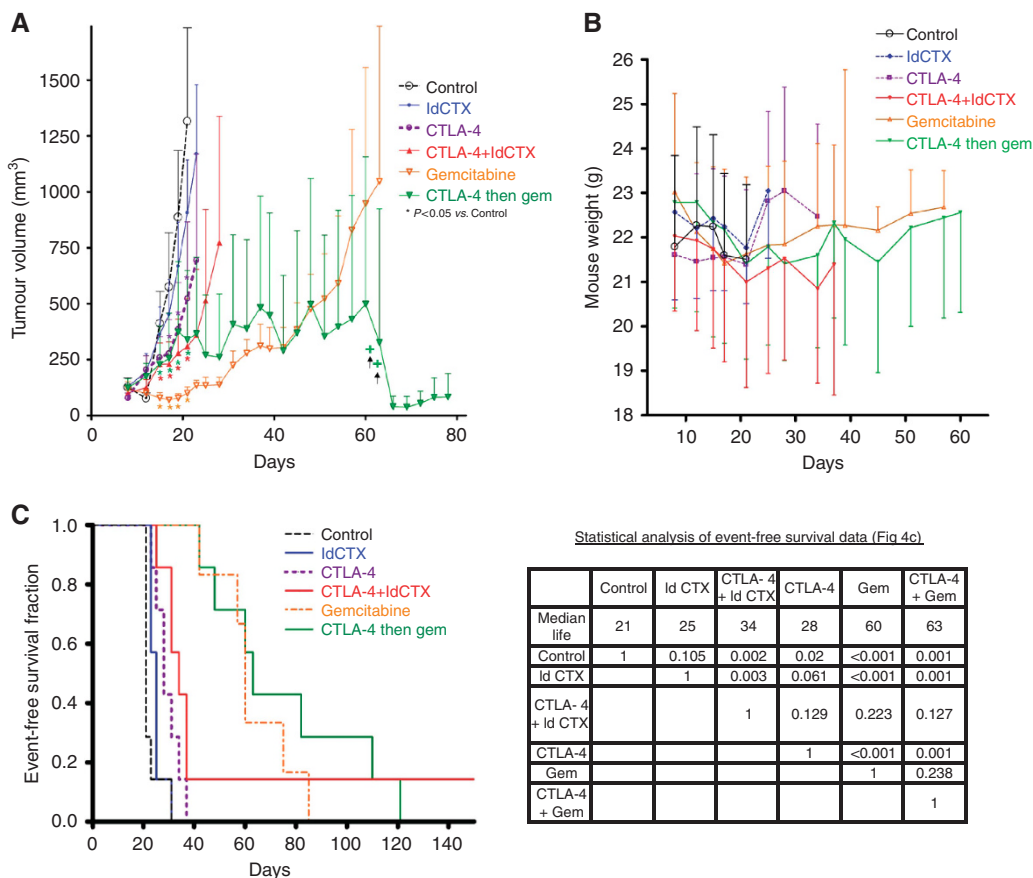 A
Tumour volume (mm³)
1500
1250
1000
750
500
250
0
0 20 40 60 80
Days
Control
IdCTX
CTLA-4
CTLA-4+IdCTX
Gemcitabine
CTLA-4 then gem
* P<0.05 vs. Control
B
Mouse weight (g)
26
25
24
23
22
21
20
19
18
10 20 30 40 50 60
Days
Control
IdCTX
CTLA-4
CTLA-4+IdCTX
Gemcitabine
CTLA-4 then gem
C
Event-free survival fraction
1.0
0.8
0.6
0.4
0.2
0.0
0 20 40 60 80 100 120 140
Days
Control
IdCTX
CTLA-4
CTLA-4+IdCTX
Gemcitabine
CTLA-4 then gem
Statistical analysis of event-free survival data (Fig 4c)
Control Id CTX CTLA- 4 + Id CTX CTLA-4 Gem CTLA-4 + Gem
Median life 21 25 34 28 60 63
Control 1 0.105 0.002 0.02 <0.001 0.001
Id CTX 1 0.003 0.061 <0.001 0.001
CTLA- 4 + Id CTX 1 0.129 0.223 0.127
CTLA-4 1 <0.001 0.001
Gem 1 0.238
CTLA-4 + Gem 1